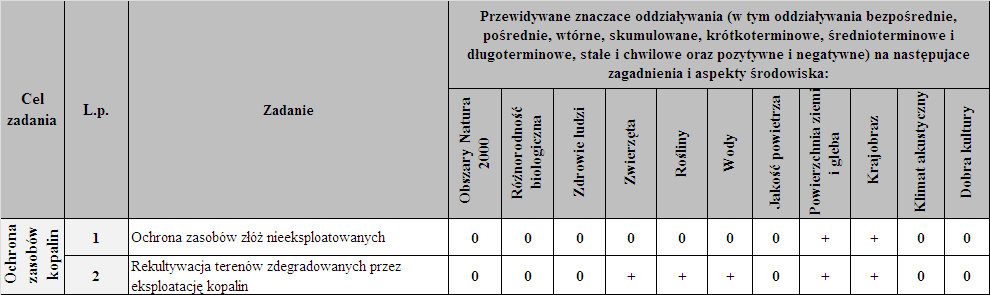 Cel
zadania
L.p.
Zadanie
Przewidywane znaczace oddziaływania (w tym oddziaływania bezpośrednie,
pośrednie, wtórne, skumulowane, krótkoterminowe, średnioterminowe i
długoterminowe, stałe i chwilowe oraz pozytywne i negatywne) na następujace
zagadnienia i aspekty środowiska:
Obszary Natura
2000
Różnorodność
biologiczna
Zdrowie ludzi
Zwierzęta
Rośliny
Wody
Jakość powietrza
Powierzchnia ziemi
i gleba
Krajobraz
Klimat akustyczny
Dobra kultury
Ochrona
zasobów
kopalin
1 Ochrona zasobów złóż nieeksploatowanych 0 0 0 0 0 0 0 + + 0 0
2 Rekultywacja terenów zdegradowanych przez
eksploatację kopalin 0 0 0 + + + 0 + + 0 0